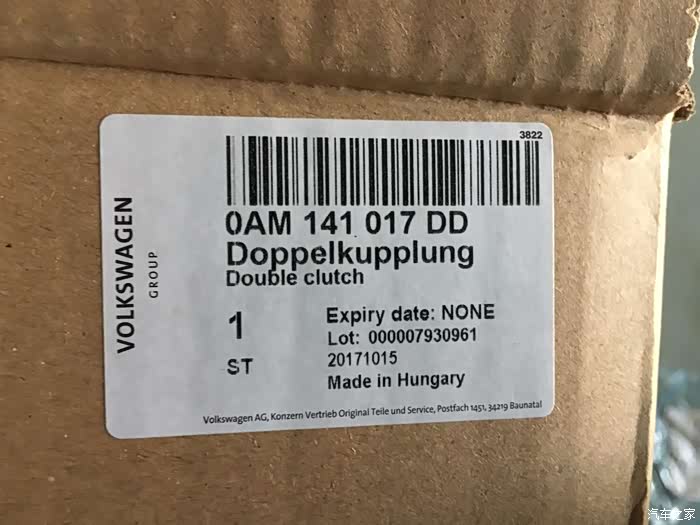 3822
VOLKSWAGEN
GROUP
0AM 141 017 DD
Doppelkupplung
Double clutch
1
ST
Expiry date: NONE
Lot: 000007930961
20171015
Made in Hungary
Volkswagen AG, Konzern Vertrieb Original Teile und Service, Postfach 1451, 34219 Baunatal
汽车之家